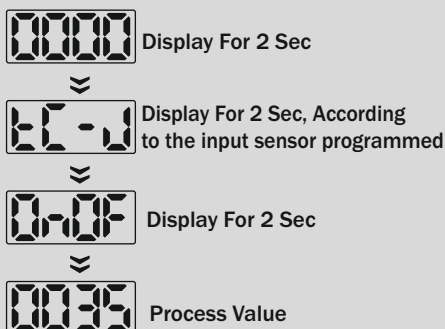 0000 Display For 2 Sec
tC-J Display For 2 Sec, According
to the input sensor programmed
OnOF Display For 2 Sec
0035 Process Value